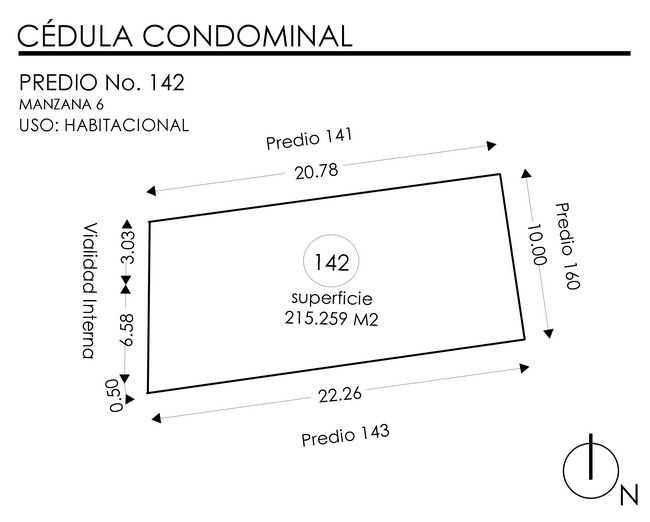 CÉDULA CONDOMINAL
PREDIO No. 142
MANZANA 6
USO: HABITACIONAL
Predio 141
20.78
Vialidad Interna
3.03
6.58
0.50
142
superficie
215.259 M2
10.00
Predio 160
22.26
Predio 143
N